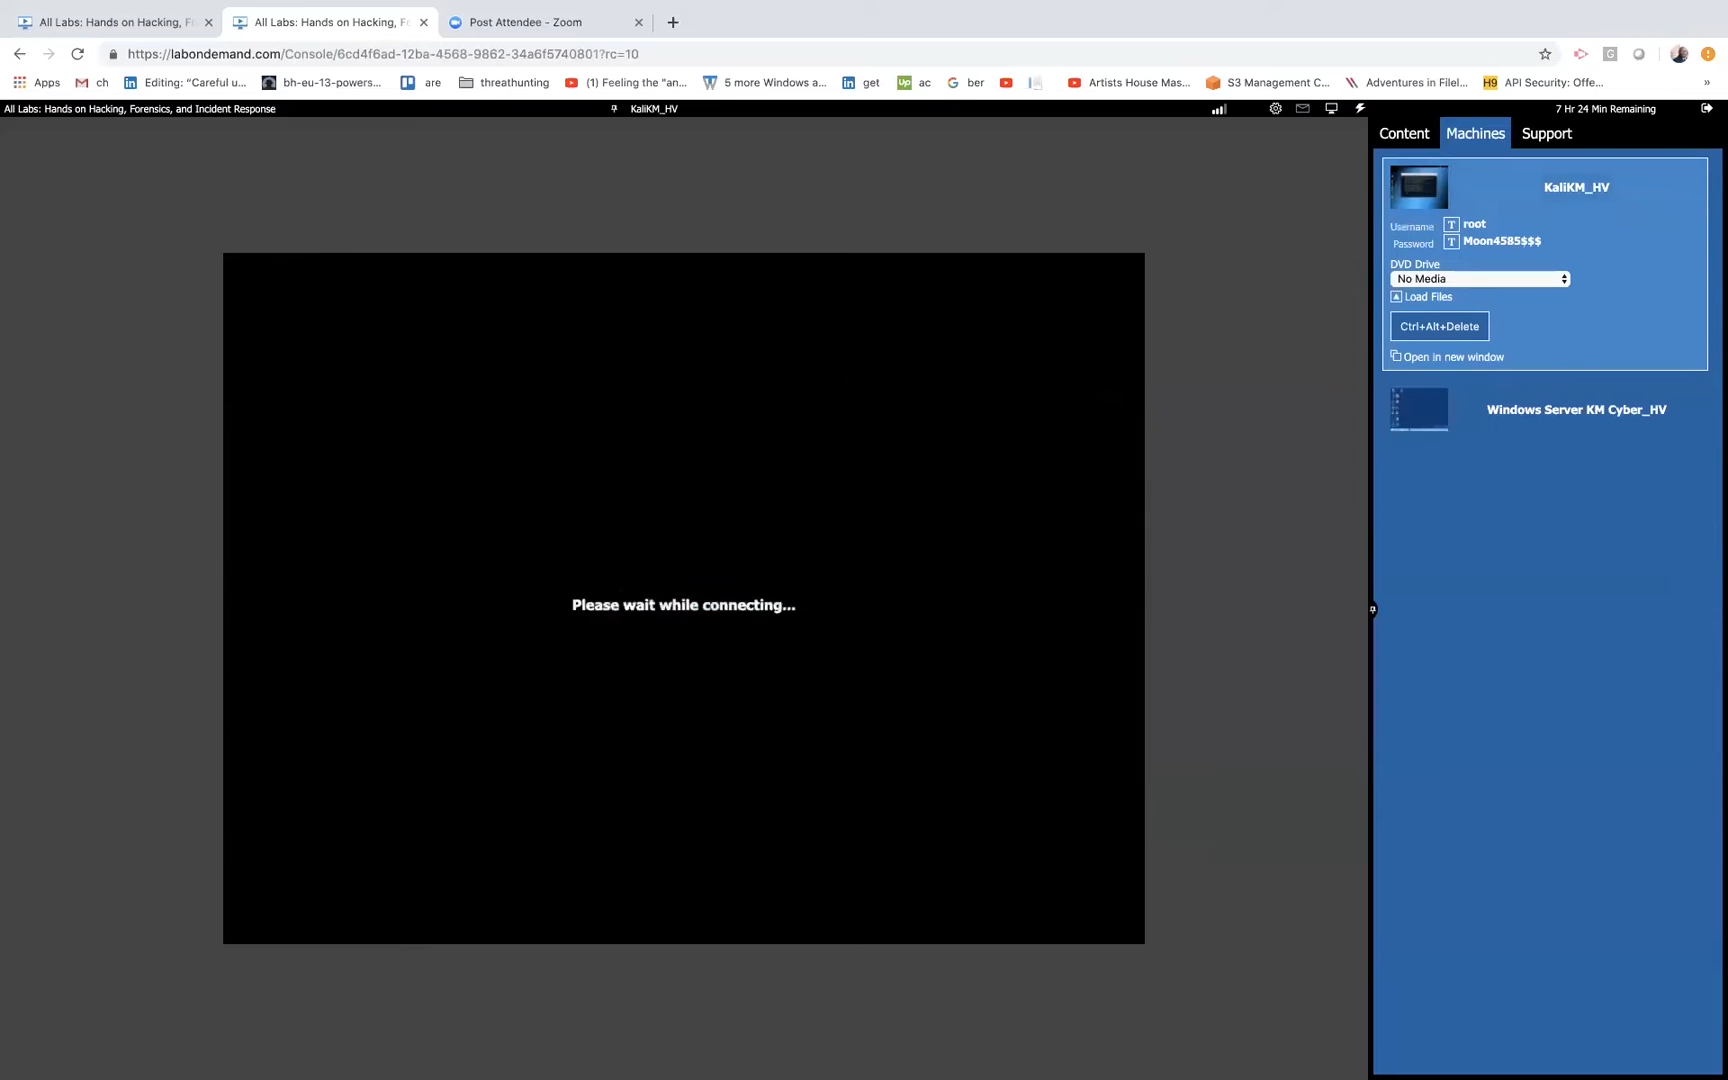 All Labs: Hands on Hacking, F
All Labs: Hands on Hacking, Fo
Post Attendee - Zoom
https://labondemand.com/Console/6cd4f6ad-12ba-4568-9862-34a6f5740801?rc=10
Apps
ch
Editing: "Careful u...
bh-eu-13-powers...
are
threathunting
(1) Feeling the "an...
5 more Windows a...
get
ac
ber
Artists House Mas...
S3 Management C...
Adventures in FileI...
H9 API Security: Offe...
»
All Labs: Hands on Hacking, Forensics, and Incident Response
KaliKM_HV
7 Hr 24 Min Remaining
Content Machines Support
KaliKM_HV
Username T root
Password T Moon4585$$$
DVD Drive
No Media
Load Files
Ctrl+Alt+Delete
Open in new window
Windows Server KM Cyber_HV
Please wait while connecting...